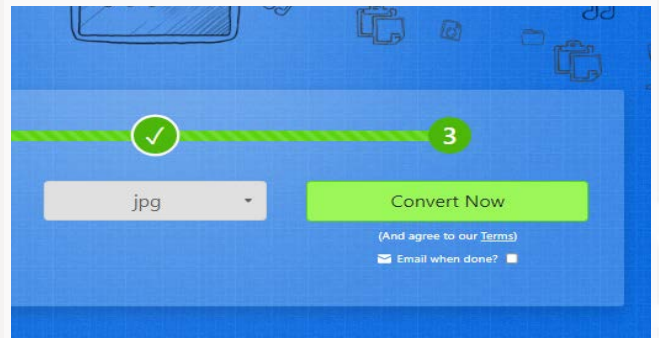 3
jpg
Convert Now
(And agree to our Terms)
Email when done?